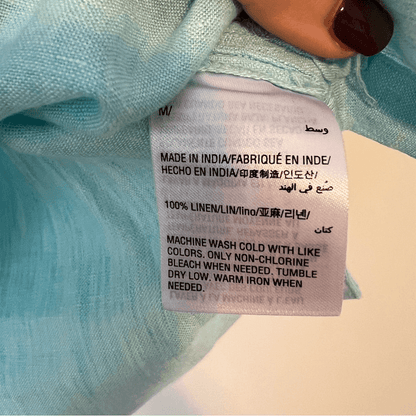 M/
وسط
MADE IN INDIA/FABRIQUÉ EN INDE/
HECHO EN INDIA/印度制造/인도산/
صُنع في الهند
100% LINEN/LIN/lino/亚麻/리넨/
كتان
MACHINE WASH COLD WITH LIKE
COLORS. ONLY NON-CHLORINE
BLEACH WHEN NEEDED. TUMBLE
DRY LOW. WARM IRON WHEN
NEEDED.